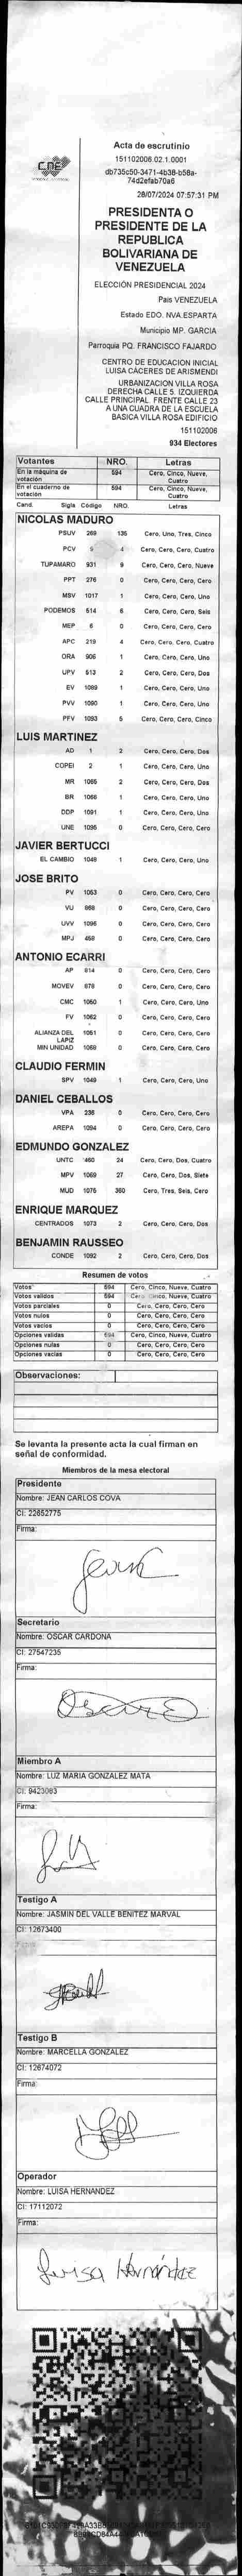 CNE
Acta de escrutinio
151102006.02.1.0001
db735c50-3471-4b38-b58a-
74d2efab70a6
28/07/2024 07:57:31 PM
PRESIDENTA O
PRESIDENTE DE LA
REPUBLICA
BOLIVARIANA DE
VENEZUELA
ELECCIÓN PRESIDENCIAL 2024
Pais VENEZUELA
Estado EDO. NVA.ESPARTA
Municipio MP. GARCIA
Parroquia PQ. FRANCISCO FAJARDO
CENTRO DE EDUCACION INICIAL
LUISA CÁCERES DE ARISMENDI
URBANIZACIÓN VILLA ROSA
DERECHA CALLE 5. IZQUIERDA
CALLE PRINCIPAL. FRENTE CALLE 23
A UNA CUADRA DE LA ESCUELA
BASICA VILLA ROSA EDIFICIO
151102006
934 Electores
Votantes NRO. Letras
En la máquina de votación 594 Cero, Cinco, Nueve, Cuatro
En el cuaderno de votación 594 Cero, Cinco, Nueve, Cuatro
Cand. Sigla Código NRO. Letras
NICOLAS MADURO
PSUV 269 135 Cero, Uno, Tres, Cinco
PCV 5 4 Cero, Cero, Cero, Cuatro
TUPAMARO 931 9 Cero, Cero, Cero, Nueve
PPT 276 0 Cero, Cero, Cero, Cero
MSV 1017 1 Cero, Cero, Cero, Uno
PODEMOS 514 6 Cero, Cero, Cero, Seis
MEP 6 0 Cero, Cero, Cero, Cero
APC 219 4 Cero, Cero, Cero, Cuatro
ORA 906 1 Cero, Cero, Cero, Uno
UPV 513 2 Cero, Cero, Cero, Dos
EV 1089 1 Cero, Cero, Cero, Uno
PVV 1090 1 Cero, Cero, Cero, Uno
PFV 1093 5 Cero, Cero, Cero, Cinco
LUIS MARTINEZ
AD 1 2 Cero, Cero, Cero, Dos
COPEI 2 1 Cero, Cero, Cero, Uno
MR 1065 2 Cero, Cero, Cero, Dos
BR 1066 1 Cero, Cero, Cero, Uno
DDP 1091 1 Cero, Cero, Cero, Uno
UNE 1095 0 Cero, Cero, Cero, Cero
JAVIER BERTUCCI
EL CAMBIO 1048 1 Cero, Cero, Cero, Uno
JOSE BRITO
PV 1053 0 Cero, Cero, Cero, Cero
VU 868 0 Cero, Cero, Cero, Cero
UVV 1096 0 Cero, Cero, Cero, Cero
MPJ 458 0 Cero, Cero, Cero, Cero
ANTONIO ECARRI
AP 814 0 Cero, Cero, Cero, Cero
MOVEV 878 0 Cero, Cero, Cero, Cero
CMC 1050 1 Cero, Cero, Cero, Uno
FV 1062 0 Cero, Cero, Cero, Cero
ALIANZA DEL LAPIZ 1051 0 Cero, Cero, Cero, Cero
MIN UNIDAD 1068 0 Cero, Cero, Cero, Cero
CLAUDIO FERMIN
SPV 1049 1 Cero, Cero, Cero, Uno
DANIEL CEBALLOS
VPA 236 0 Cero, Cero, Cero, Cero
AREPA 1094 0 Cero, Cero, Cero, Cero
EDMUNDO GONZALEZ
UNTC 460 24 Cero, Cero, Dos, Cuatro
MPV 1069 27 Cero, Cero, Dos, Siete
MUD 1075 360 Cero, Tres, Seis, Cero
ENRIQUE MARQUEZ
CENTRADOS 1073 2 Cero, Cero, Cero, Dos
BENJAMIN RAUSSEO
CONDE 1092 2 Cero, Cero, Cero, Dos
Resumen de votos
Votos 594 Cero, Cinco, Nueve, Cuatro
Votos validos 594 Cero, Cinco, Nueve, Cuatro
Votos parciales 0 Cero, Cero, Cero, Cero
Votos nulos 0 Cero, Cero, Cero, Cero
Votos vacios 0 Cero, Cero, Cero, Cero
Opciones validas 594 Cero, Cinco, Nueve, Cuatro
Opciones nulas 0 Cero, Cero, Cero, Cero
Opciones vacias 0 Cero, Cero, Cero, Cero
Observaciones:
Se levanta la presente acta la cual firman en
señal de conformidad.
Miembros de la mesa electoral
Presidente
Nombre: JEAN CARLOS COVA
CI: 22652775
Firma:
Jean
Secretario
Nombre: OSCAR CARDONA
CI: 27547235
Firma:
Oscar
Miembro A
Nombre: LUZ MARIA GONZALEZ MATA
CI: 9423083
Firma:
Testigo A
Nombre: JASMIN DEL VALLE BENITEZ MARVAL
CI: 12673400
Firma:
Testigo B
Nombre: MARCELLA GONZALEZ
CI: 12674072
Firma:
Operador
Nombre: LUISA HERNANDEZ
CI: 17112072
Firma:
Luisa Hernández